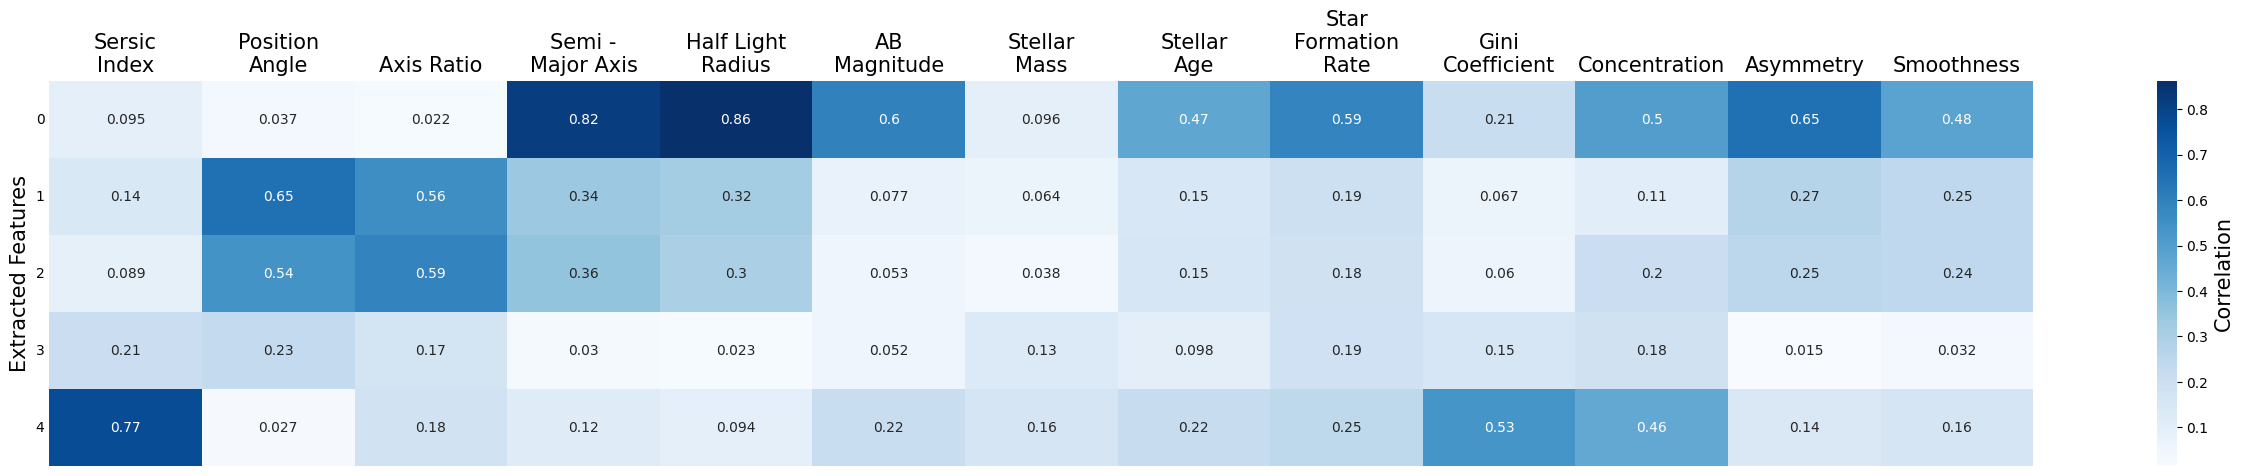 Star
Sersic Position Semi - Half Light AB Stellar Stellar Formation Gini
Index Angle Axis Ratio Major Axis Radius Magnitude Mass Age Rate Coefficient Concentration Asymmetry Smoothness
0 0.095 0.037 0.022 0.82 0.86 0.6 0.096 0.47 0.59 0.21 0.5 0.65 0.48
1 0.14 0.65 0.56 0.34 0.32 0.077 0.064 0.15 0.19 0.067 0.11 0.27 0.25
2 0.089 0.54 0.59 0.36 0.3 0.053 0.038 0.15 0.18 0.06 0.2 0.25 0.24
3 0.21 0.23 0.17 0.03 0.023 0.052 0.13 0.098 0.19 0.15 0.18 0.015 0.032
4 0.77 0.027 0.18 0.12 0.094 0.22 0.16 0.22 0.25 0.53 0.46 0.14 0.16
Extracted Features
0.8
0.7
0.6
0.5
0.4
0.3
0.2
0.1
Correlation